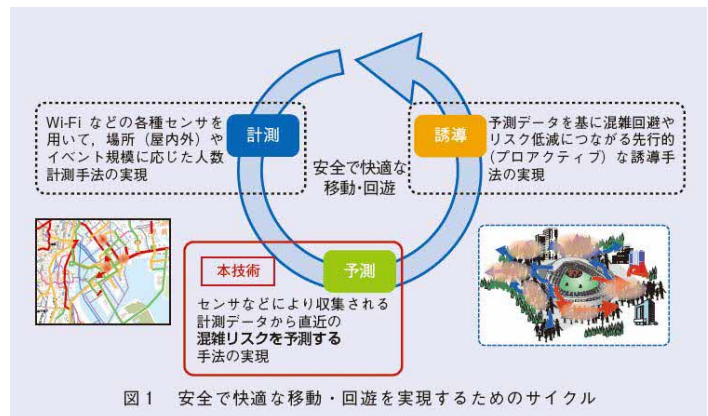 Wi-Fi などの各種センサを
用いて，場所（屋内外）や
イベント規模に応じた人数
計測手法の実現
計測
安全で快適な
移動・回遊
誘導
予測データを基に混雑回避や
リスク低減につながる先行的
（プロアクティブ）な誘導手
法の実現
本技術
予測
センサなどにより収集される
計測データから直近の
混雑リスクを予測する
手法の実現
図1　安全で快適な移動・回遊を実現するためのサイクル